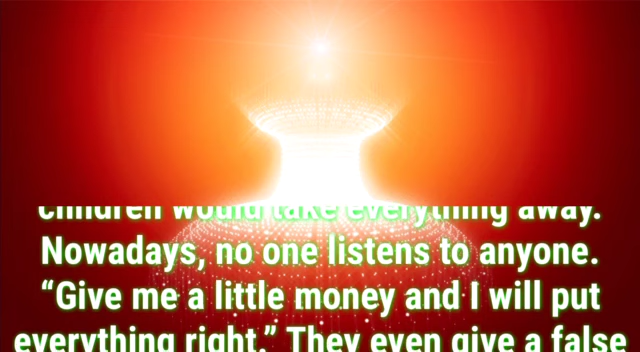 children would take everything away.
Nowadays, no one listens to anyone.
“Give me a little money and I will put
everything right.” They even give a false